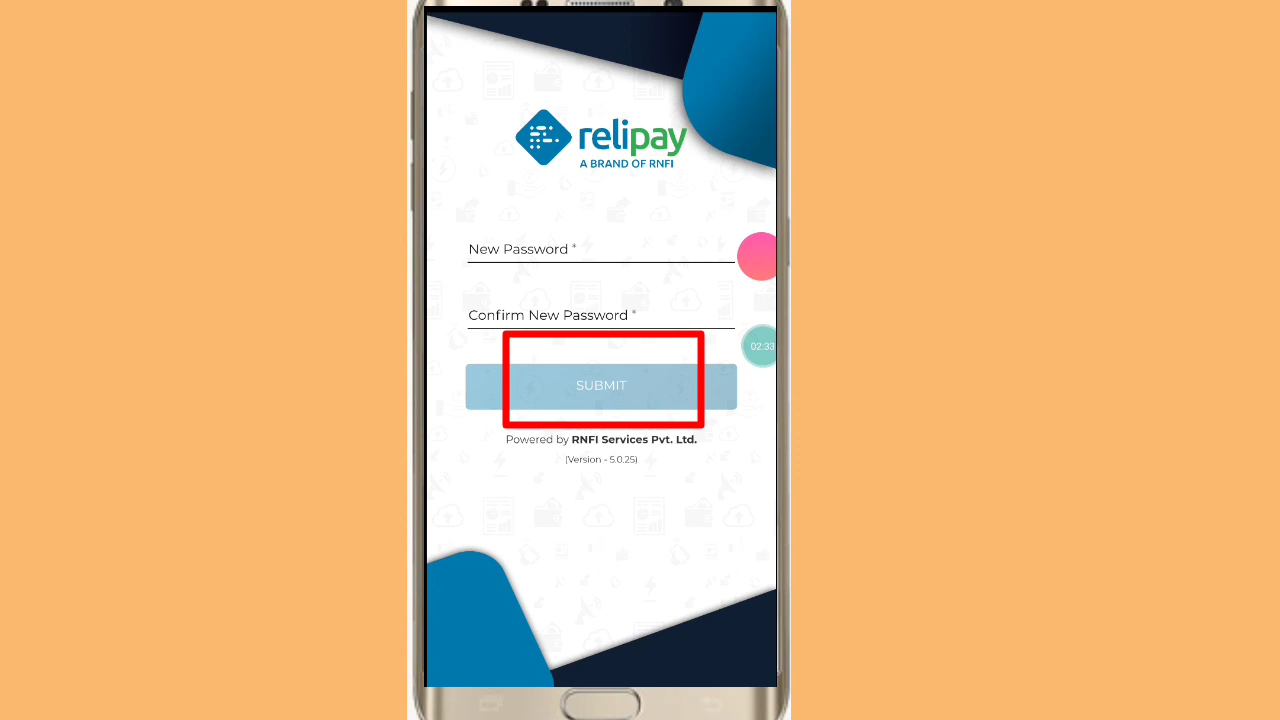 relipay
A BRAND OF RNFI
New Password *
Confirm New Password *
02:33
SUBMIT
Powered by RNFI Services Pvt. Ltd.
(Version - 5.0.25)